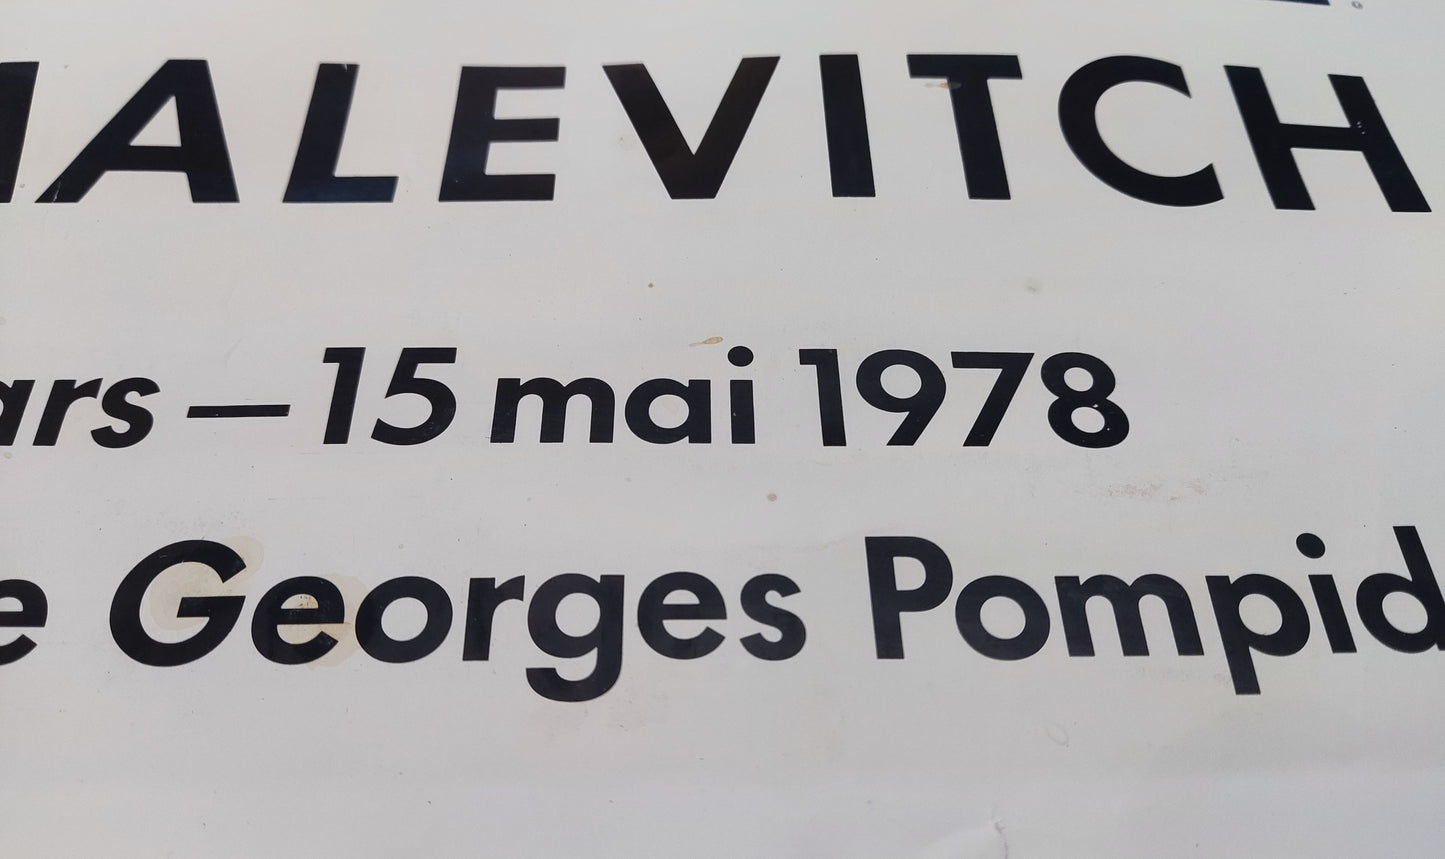 MALEVITCH
ars — 15 mai 1978
e Georges Pompid